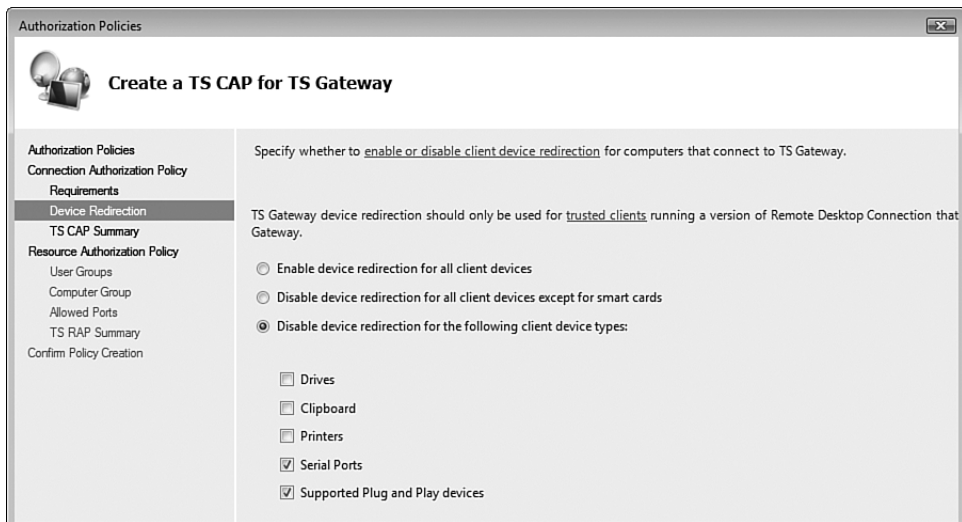 Authorization Policies
Create a TS CAP for TS Gateway
Authorization Policies
Connection Authorization Policy
Requirements
Device Redirection
TS CAP Summary
Resource Authorization Policy
User Groups
Computer Group
Allowed Ports
TS RAP Summary
Confirm Policy Creation
Specify whether to enable or disable client device redirection for computers that connect to TS Gateway.
TS Gateway device redirection should only be used for trusted clients running a version of Remote Desktop Connection that
Gateway.
Enable device redirection for all client devices
Disable device redirection for all client devices except for smart cards
Disable device redirection for the following client device types:
Drives
Clipboard
Printers
Serial Ports
Supported Plug and Play devices